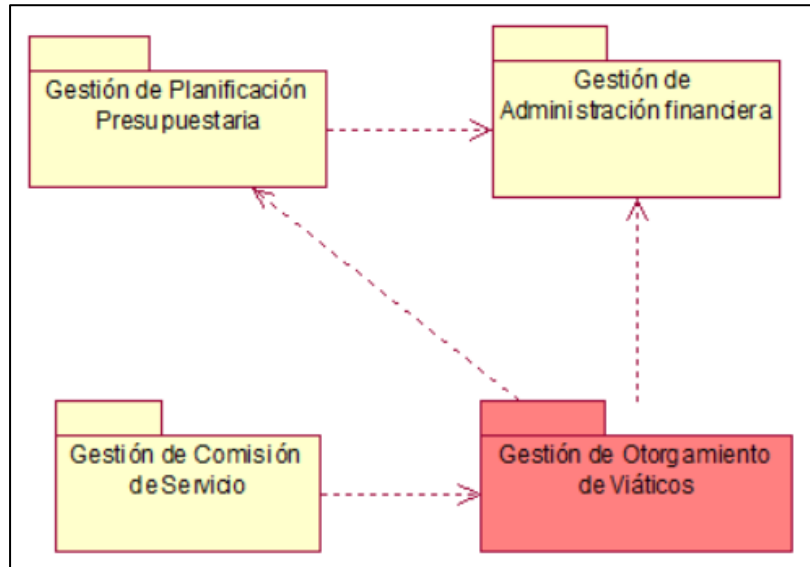 Gestión de Planificación
Presupuestaria
Gestión de
Administración financiera
Gestión de Comisión
de Servicio
Gestión de Otorgamiento
de Viáticos